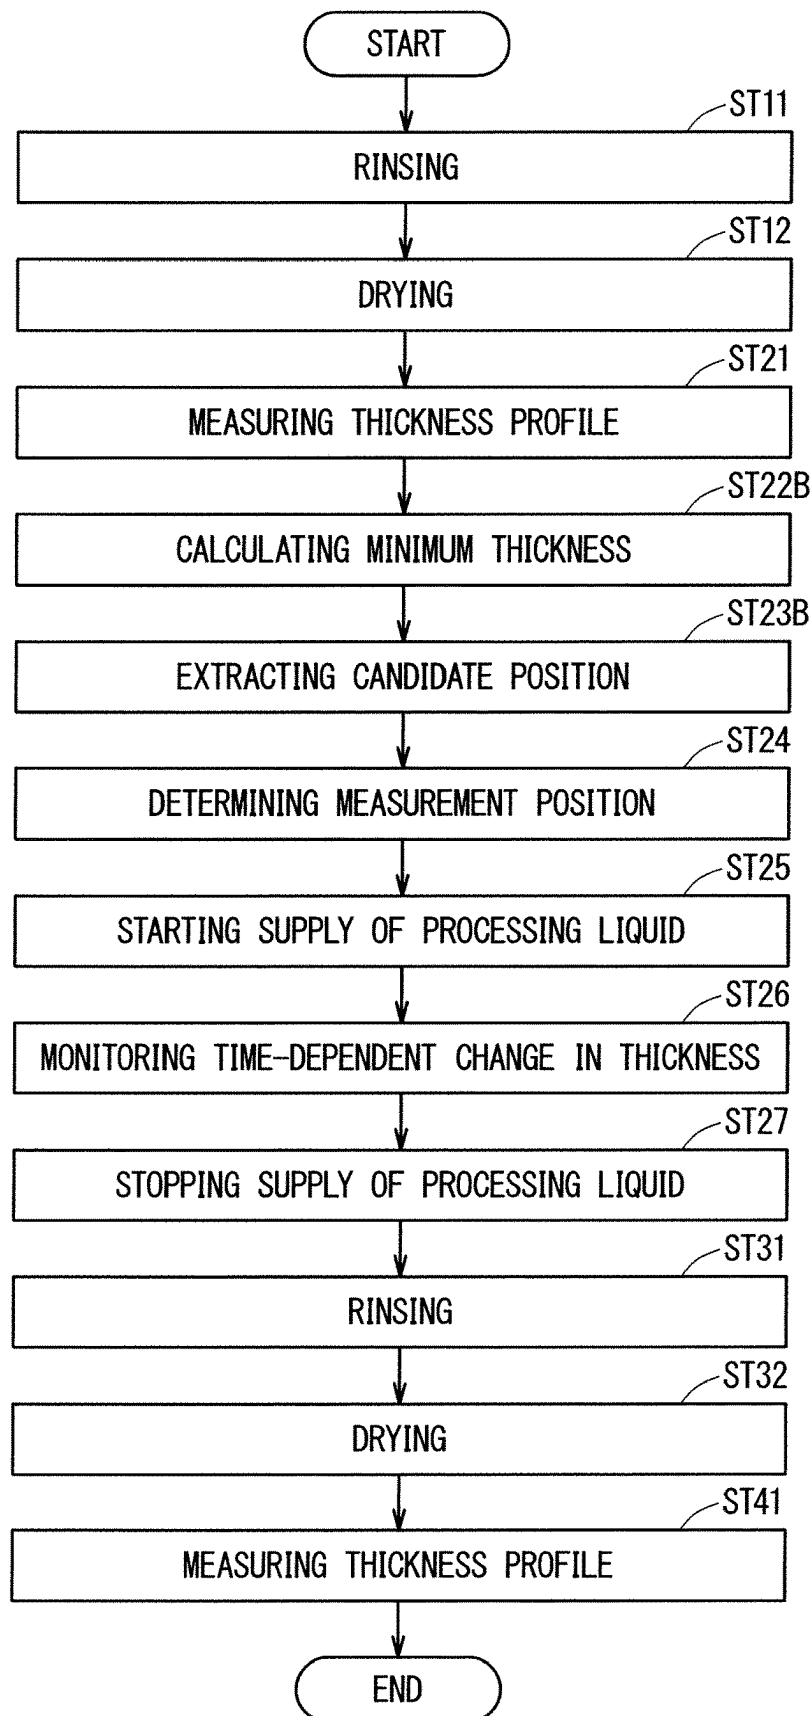 START
ST11
RINSING
ST12
DRYING
ST21
MEASURING THICKNESS PROFILE
ST22B
CALCULATING MINIMUM THICKNESS
ST23B
EXTRACTING CANDIDATE POSITION
ST24
DETERMINING MEASUREMENT POSITION
ST25
STARTING SUPPLY OF PROCESSING LIQUID
ST26
MONITORING TIME-DEPENDENT CHANGE IN THICKNESS
ST27
STOPPING SUPPLY OF PROCESSING LIQUID
ST31
RINSING
ST32
DRYING
ST41
MEASURING THICKNESS PROFILE
END